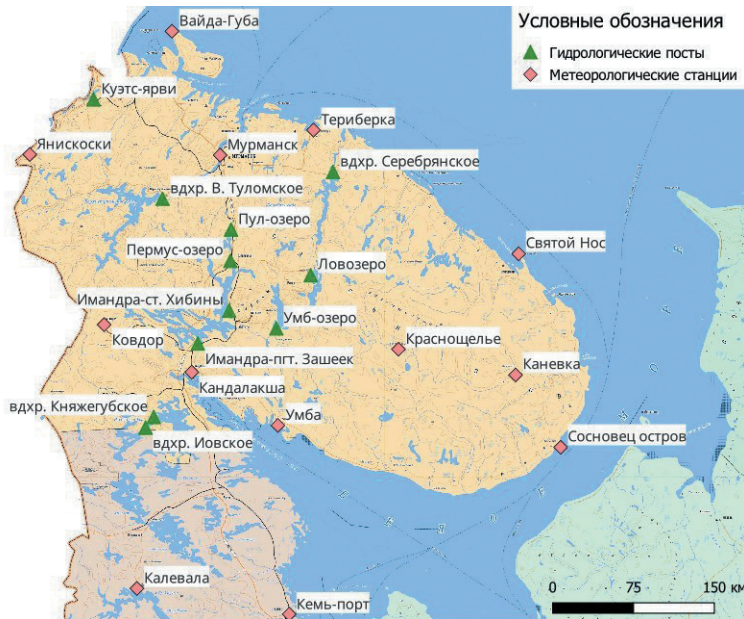 Вайда-Губа
Условные обозначения
Гидрологические посты
Метеорологические станции
Куэтс-ярви
Териберка
Янискоски
Мурманск
вдхр. Серебрянское
вдхр. В. Туломское
Пул-озеро
Святой Нос
Пермус-озеро
Ловозеро
Имандра-ст. Хибины
Умб-озеро
Ковдор
Краснощелье
Имандра-пгт. Зашеек
Каневка
Кандалакша
вдхр. Княжегубское
Умба
вдхр. Иовское
Сосновец остров
Калевала
Кемь-порт
0 75 150 км